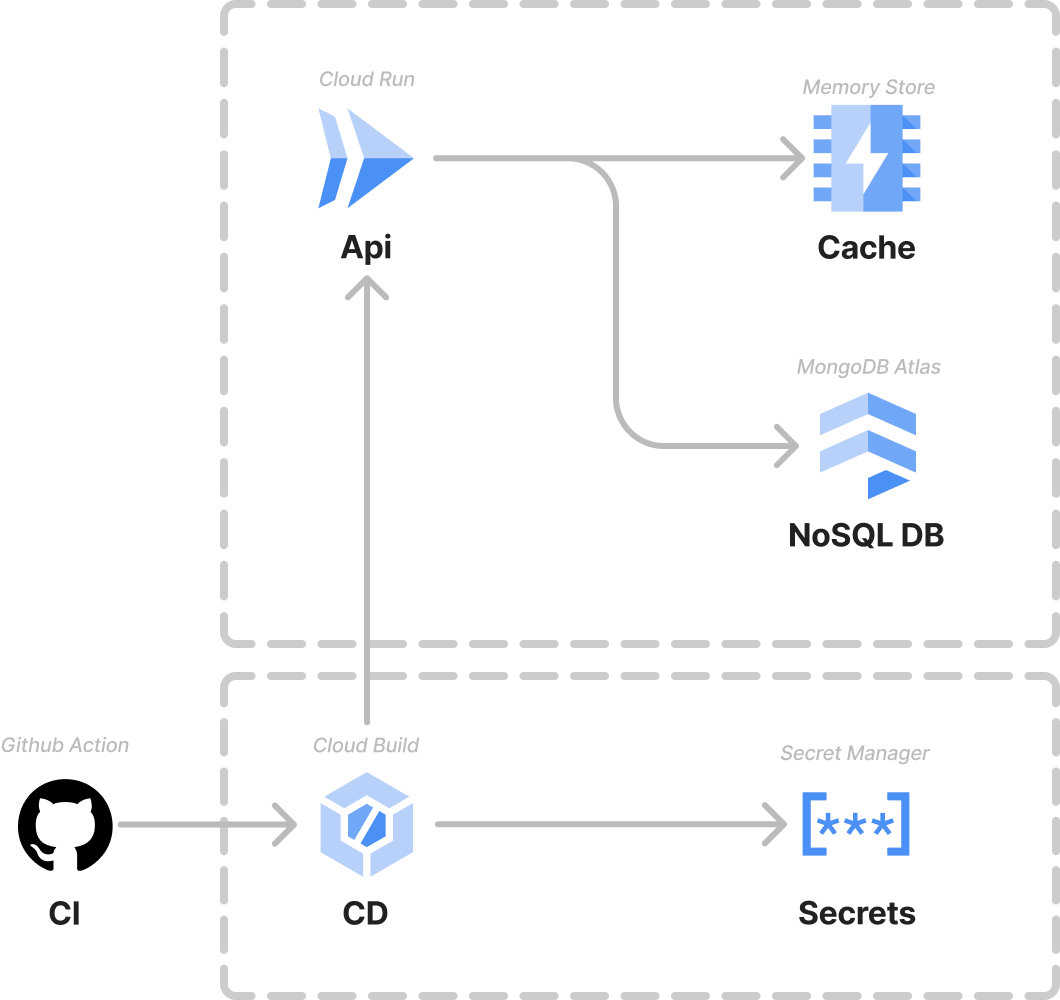 Cloud Run
Memory Store
Api
Cache
MongoDB Atlas
NoSQL DB
Github Action
Cloud Build
Secret Manager
[***]
CI
CD
Secrets